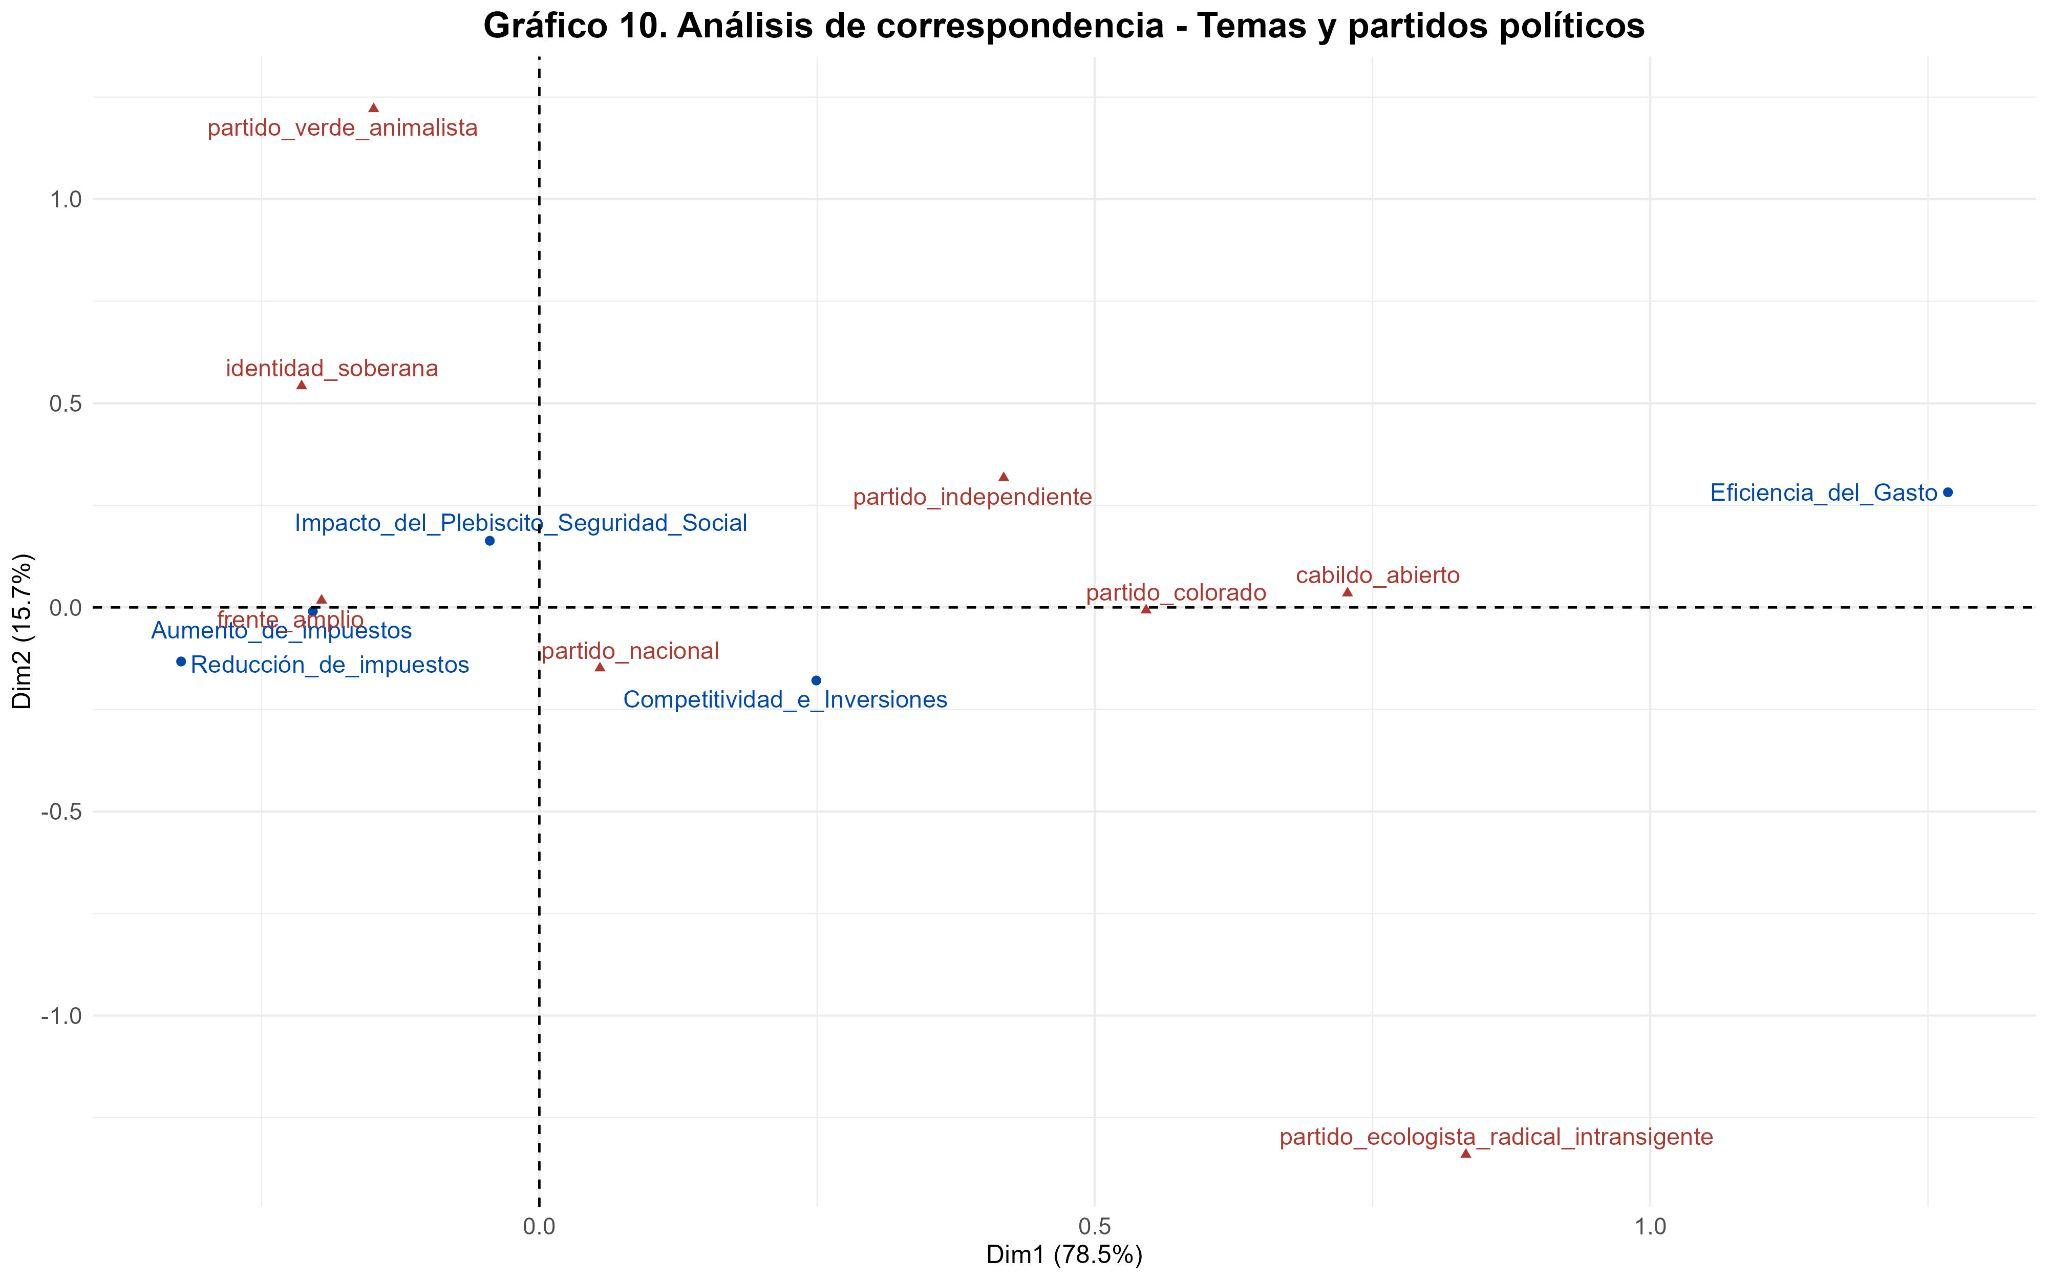 Gráfico 10. Análisis de correspondencia - Temas y partidos políticos
partido_verde_animalista
1.0
identidad_soberana
0.5
partido_independiente
Eficiencia_del_Gasto
Impacto_del_Plebiscito_Seguridad_Social
cabildo_abierto
partido_colorado
0.0
frente_amplio
Aumento_de_impuestos
partido_nacional
Reducción_de_impuestos
Competitividad_e_Inversiones
Dim2 (15.7%)
-0.5
-1.0
partido_ecologista_radical_intransigente
0.0
0.5
1.0
Dim1 (78.5%)